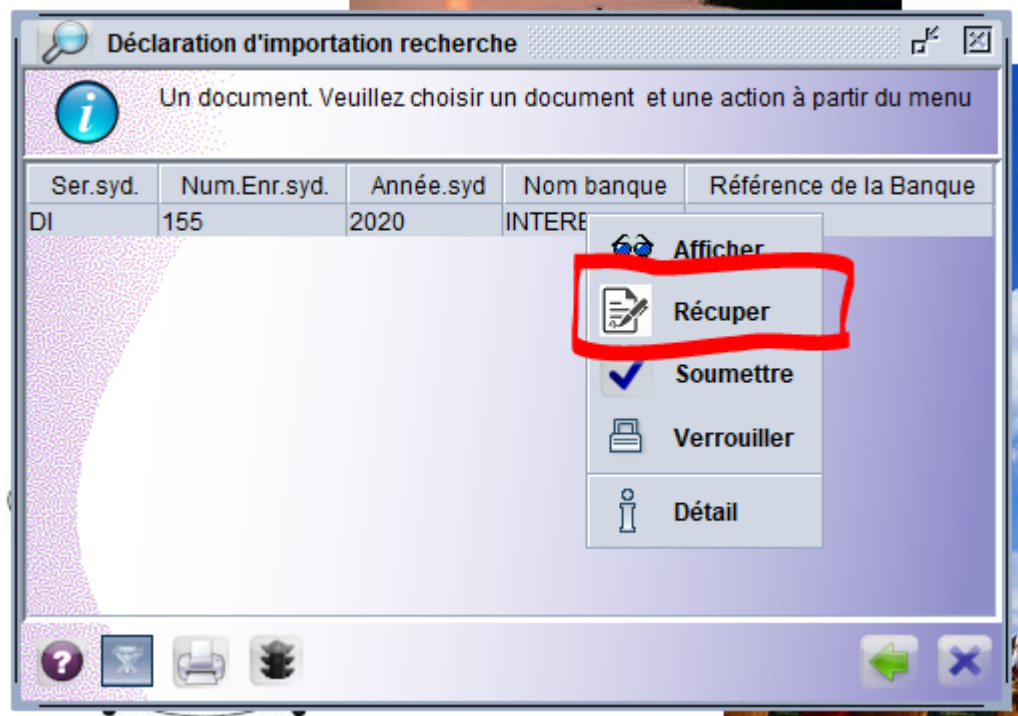 Déclaration d'importation recherche
Un document. Veuillez choisir un document et une action à partir du menu
Ser.syd. Num.Enr.syd. Année.syd Nom banque Référence de la Banque
DI 155 2020
Afficher
Récuper
Soumettre
Verrouiller
Détail